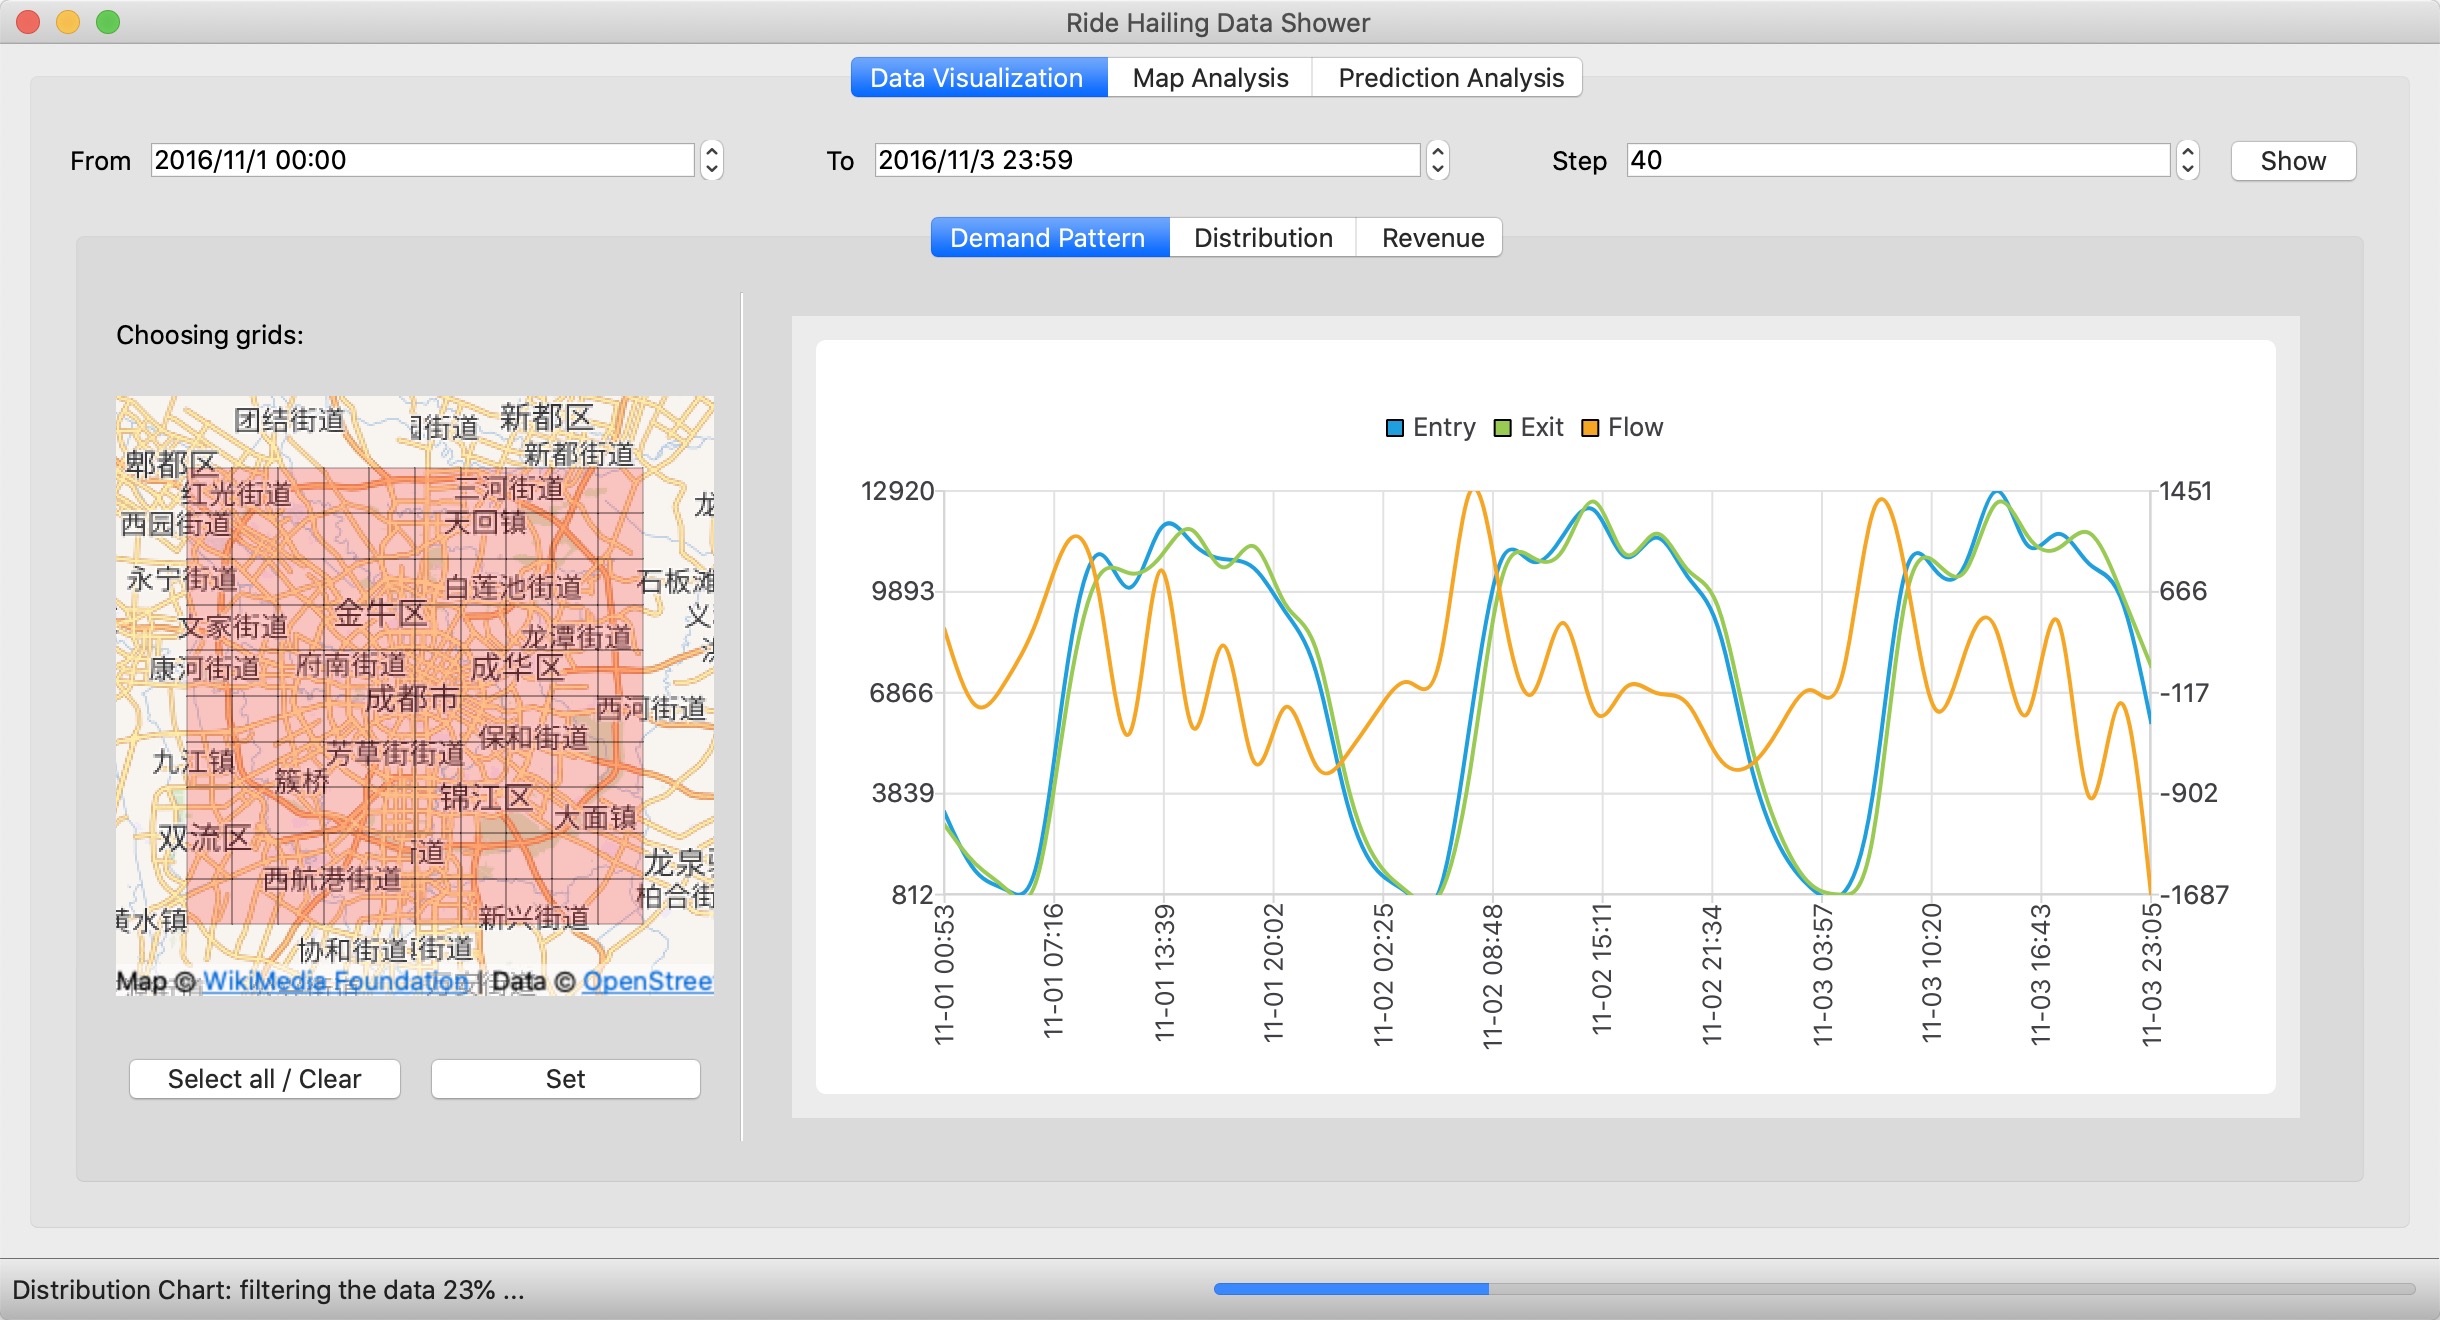 Ride Hailing Data Shower
Data Visualization Map Analysis Prediction Analysis
From 2016/11/1 00:00 To 2016/11/3 23:59 Step 40 Show
Demand Pattern Distribution Revenue
Choosing grids:
团结街道
街道
新都区
新都街道
郫都区
红光街道
三河街道
龙
西园街道
天回镇
永宁街道
白莲池街道
石板滩
金牛区
义
文家街道
龙潭街道
康河街道
府南街道
成华区
成都市
西河街道
保和街道
芳草街街道
九江镇
簇桥
锦江区
大面镇
双流区
街道
龙泉
西航港街道
柏合街
黄水镇
新兴街道
协和街道
街道
Map © WikiMedia Foundation | Data © OpenStree
Select all / Clear Set
Entry Exit Flow
12920
9893
6866
3839
812
1451
666
-117
-902
-1687
11-01 00:53
11-01 07:16
11-01 13:39
11-01 20:02
11-02 02:25
11-02 08:48
11-02 15:11
11-02 21:34
11-03 03:57
11-03 10:20
11-03 16:43
11-03 23:05
Distribution Chart: filtering the data 23% ...